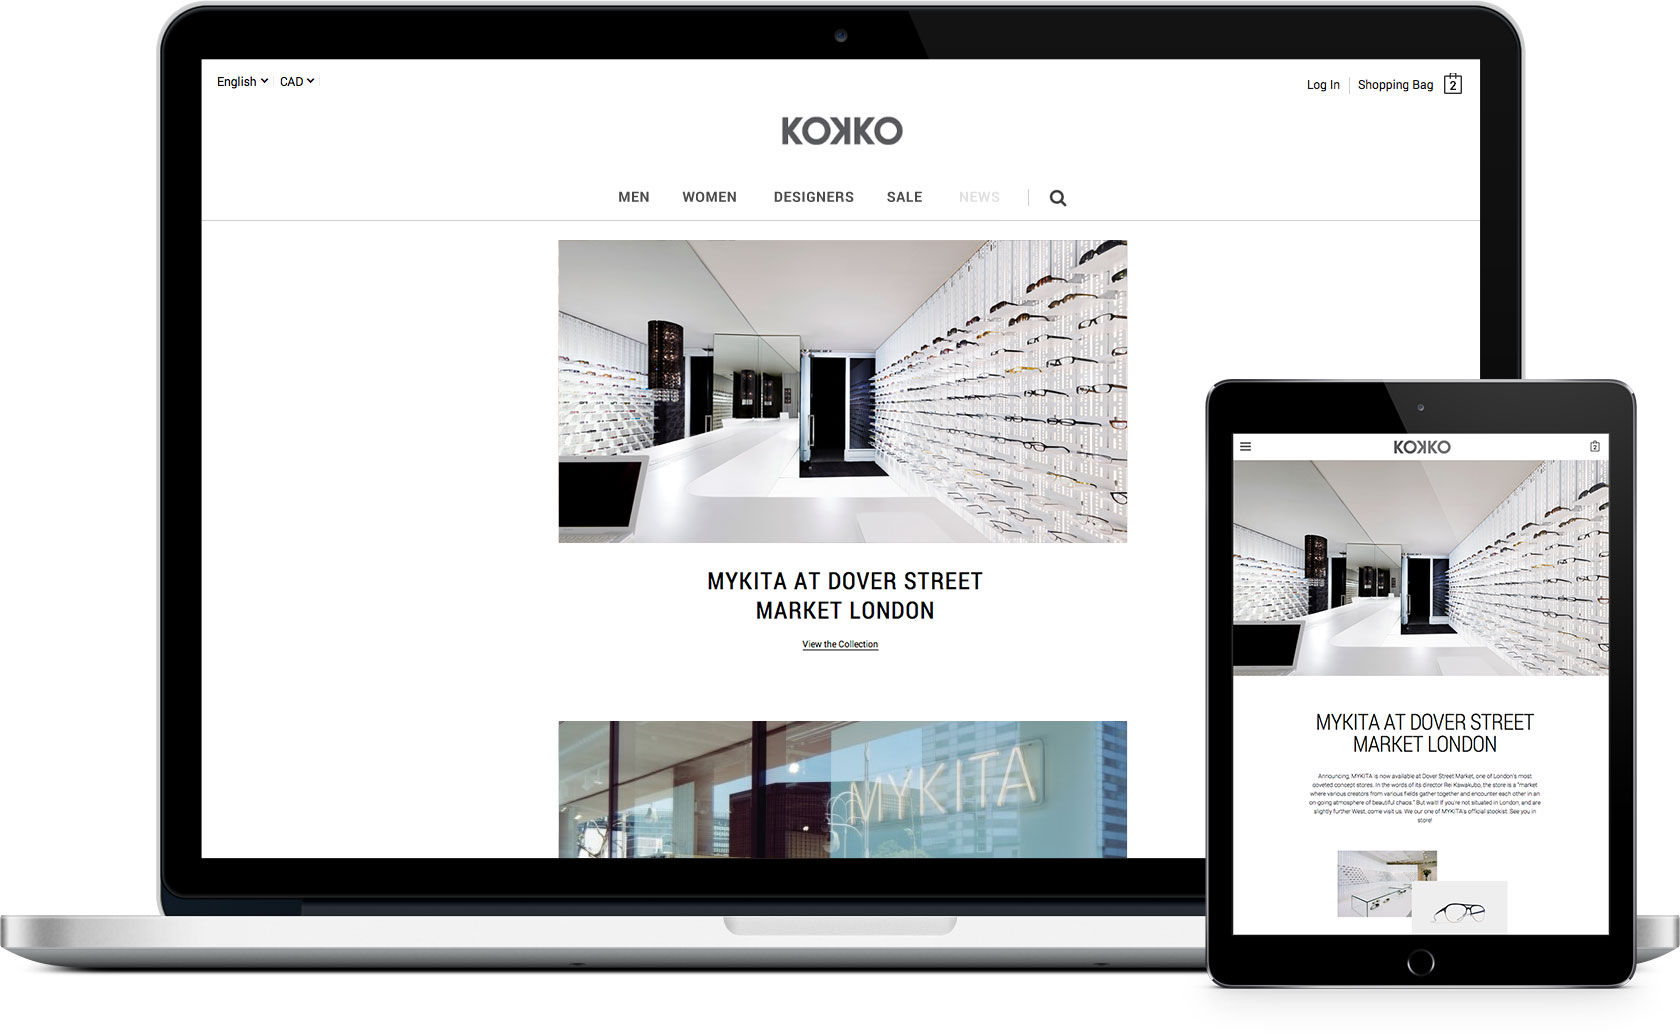 English CAD
Log In Shopping Bag 2
KOKKO
MEN WOMEN DESIGNERS SALE NEWS
MYKITA AT DOVER STREET
MARKET LONDON
View the Collection
MYKITA
KOKKO
2
MYKITA AT DOVER STREET
MARKET LONDON
Announcing, MYKITA is now available at Dover Street Market, one of London's most
coveted concept stores. In the words of its director Rei Kawakubo, the store is a "market
where various creators from various fields gather together and encounter each other in an
on-going atmosphere of beautiful chaos." But wait! If you're not situated in London, and are
slightly further West, come visit us. We our one of MYKITA's official stockist. See you in
store!